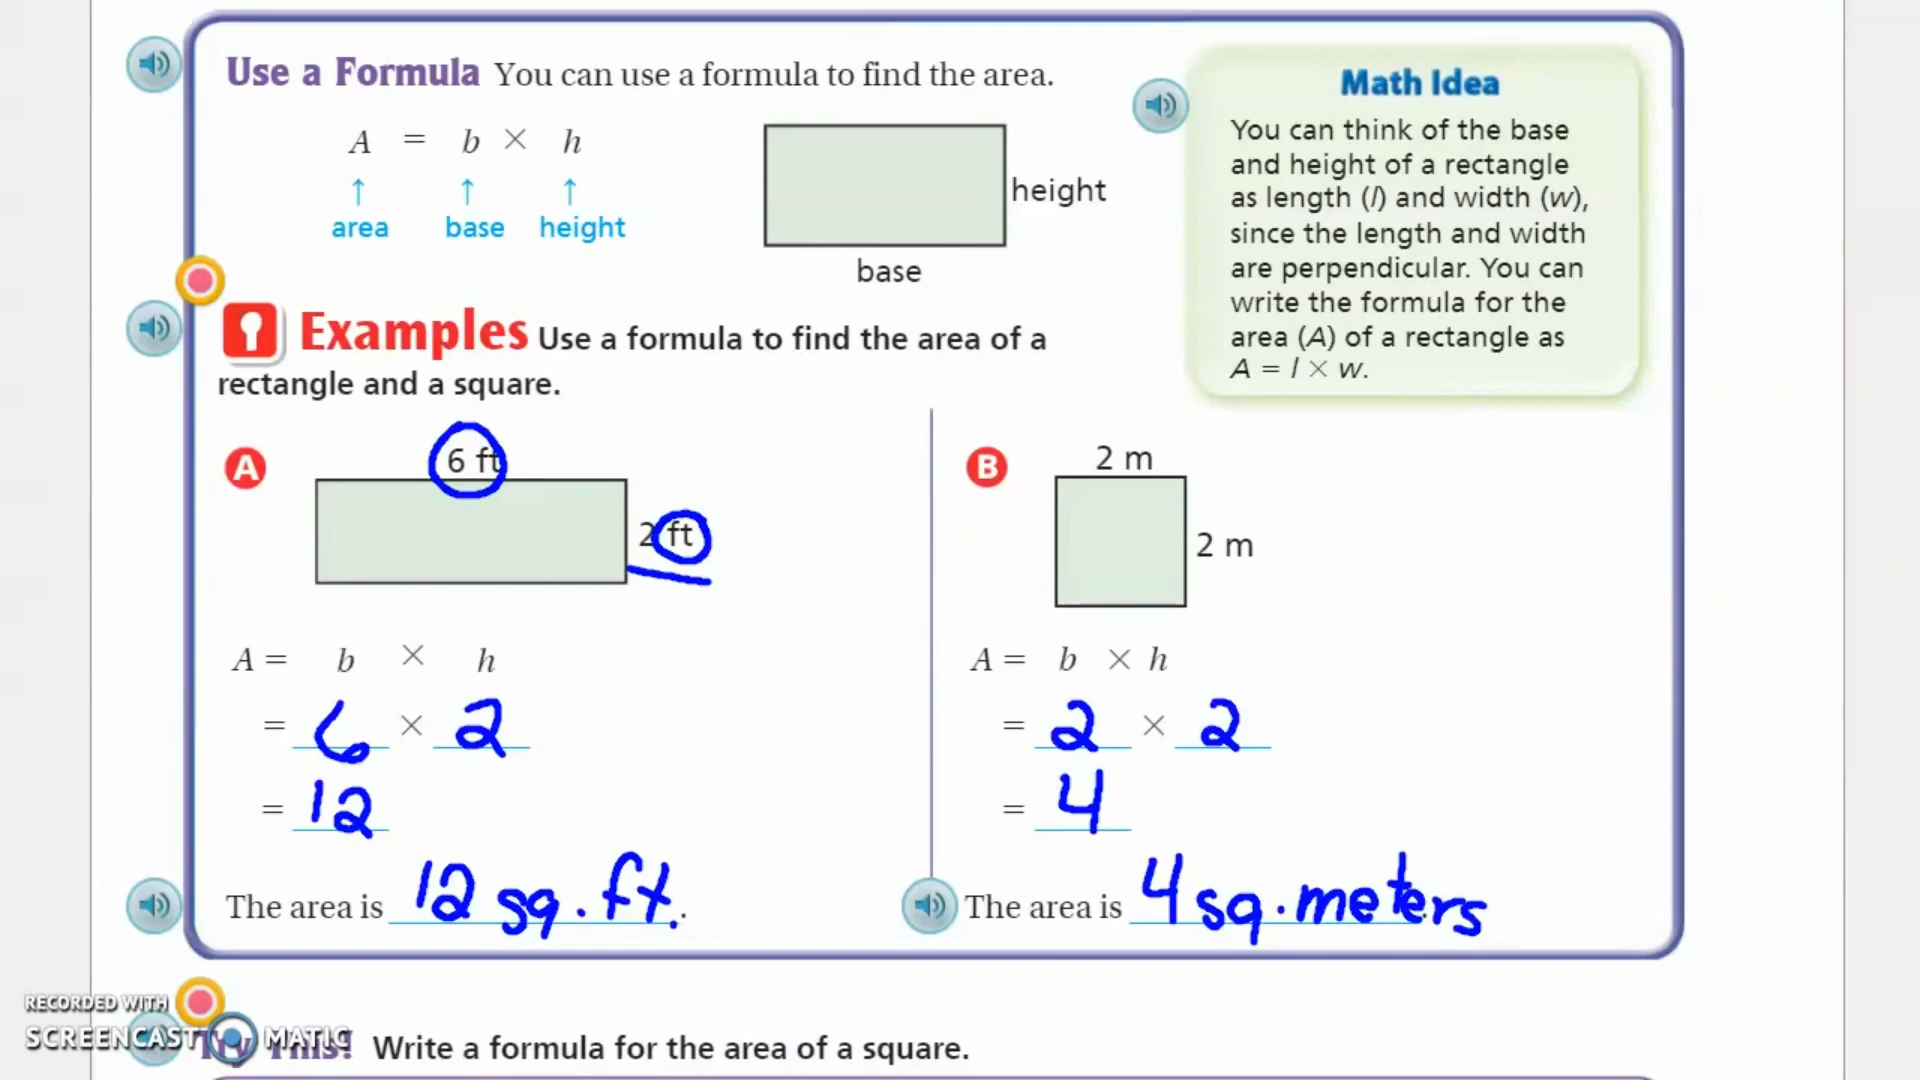 Use a Formula You can use a formula to find the area.
A = b × h
↑ ↑ ↑
area base height
height
base
Math Idea
You can think of the base
and height of a rectangle
as length (l) and width (w),
since the length and width
are perpendicular. You can
write the formula for the
area (A) of a rectangle as
A = l × w.
Examples Use a formula to find the area of a
rectangle and a square.
A
6 ft
2 ft
A = b × h
= 6 × 2
= 12
The area is 12 sq. ft..
B
2 m
2 m
A = b × h
= 2 × 2
= 4
The area is 4 sq. meters
Try This! Write a formula for the area of a square.
RECORDED WITH
SCREENCAST MATIC